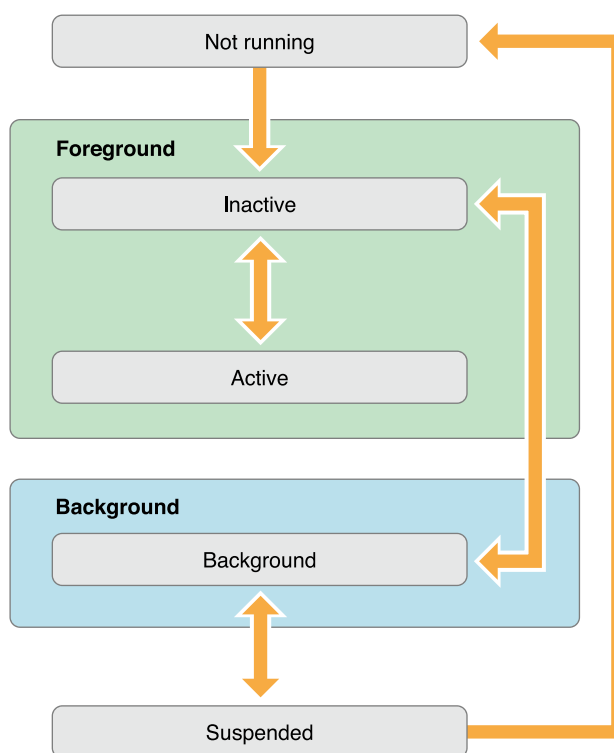 Not running
Foreground
Inactive
Active
Background
Background
Suspended